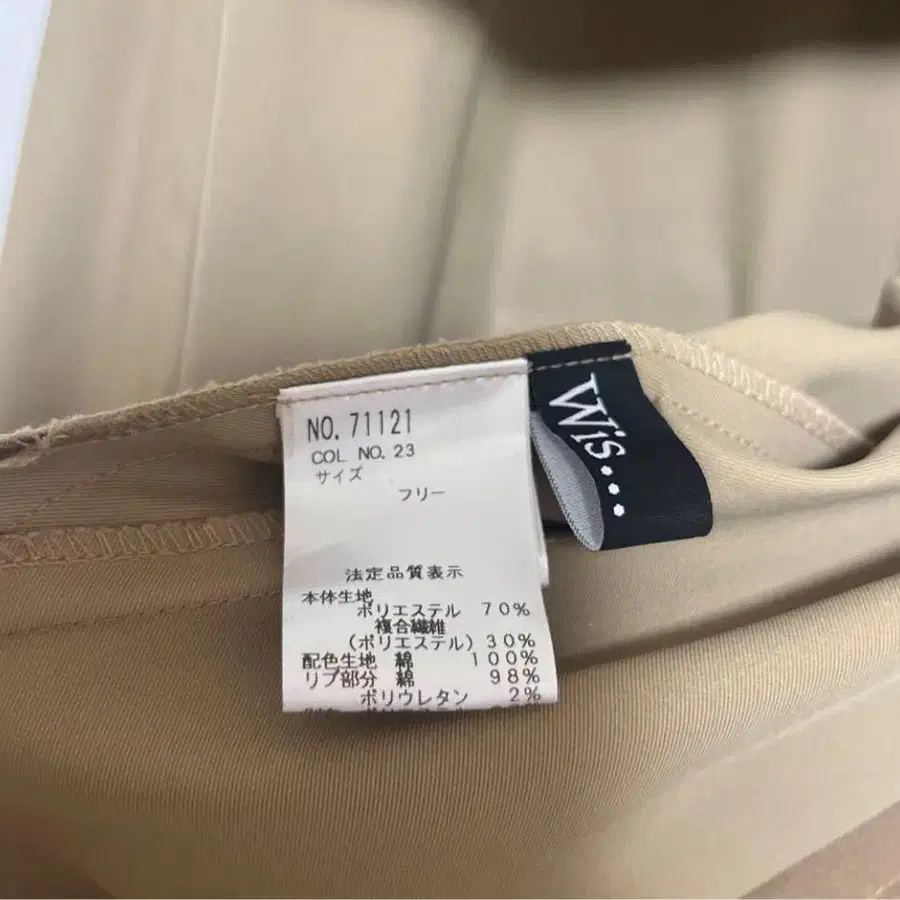 NO. 71121
COL NO. 23
サイズ
フリー
法定品質表示
本体生地
ポリエステル 70%
複合繊維
(ポリエステル) 30%
配色生地 綿 100%
リブ部分 綿 98%
ポリウレタン 2%
Wis....